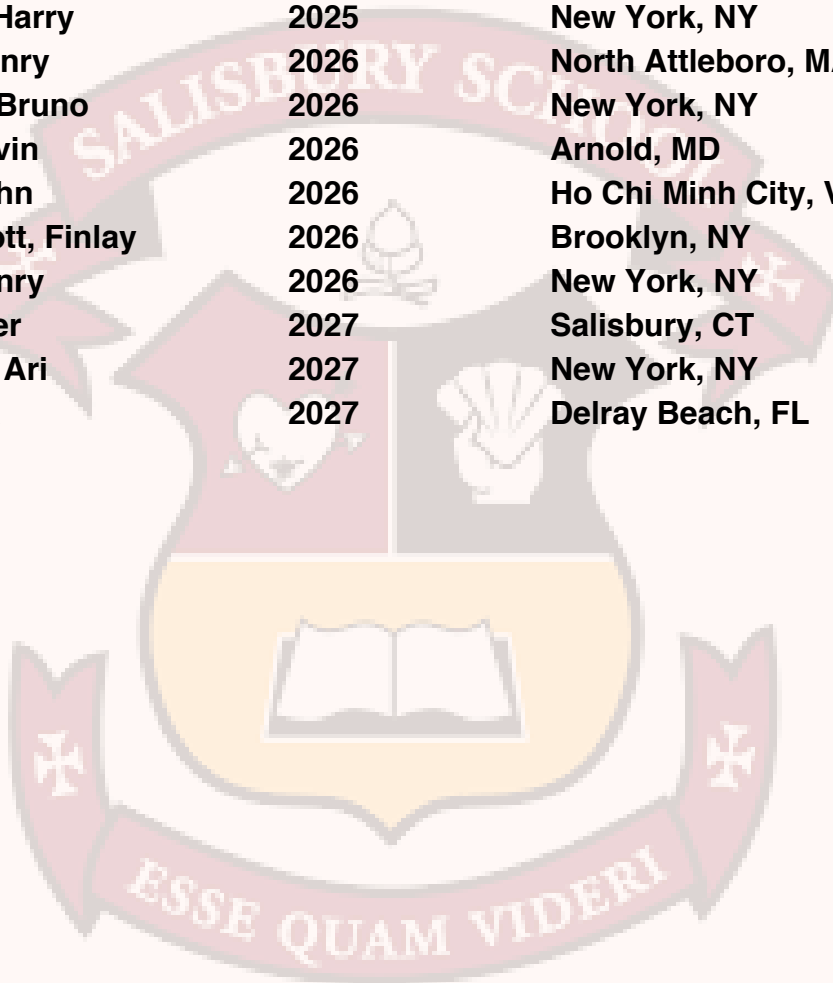 Harry 2025 New York, NY
nry 2026 North Attleboro, M
Bruno 2026 New York, NY
vin 2026 Arnold, MD
hn 2026 Ho Chi Minh City, V
ott, Finlay 2026 Brooklyn, NY
nry 2026 New York, NY
er 2027 Salisbury, CT
Ari 2027 New York, NY
2027 Delray Beach, FL
SALISBURY SCHOOL
ESSE QUAM VIDERI